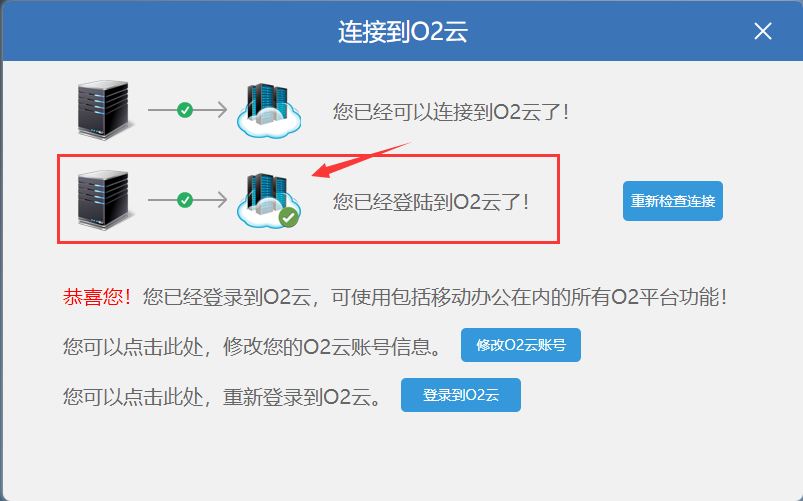 连接到O2云
您已经可以连接到O2云了！
您已经登陆到O2云了！
重新检查连接
恭喜您！您已经登录到O2云，可使用包括移动办公在内的所有O2平台功能！
您可以点击此处，修改您的O2云账号信息。 修改O2云账号
您可以点击此处，重新登录到O2云。 登录到O2云